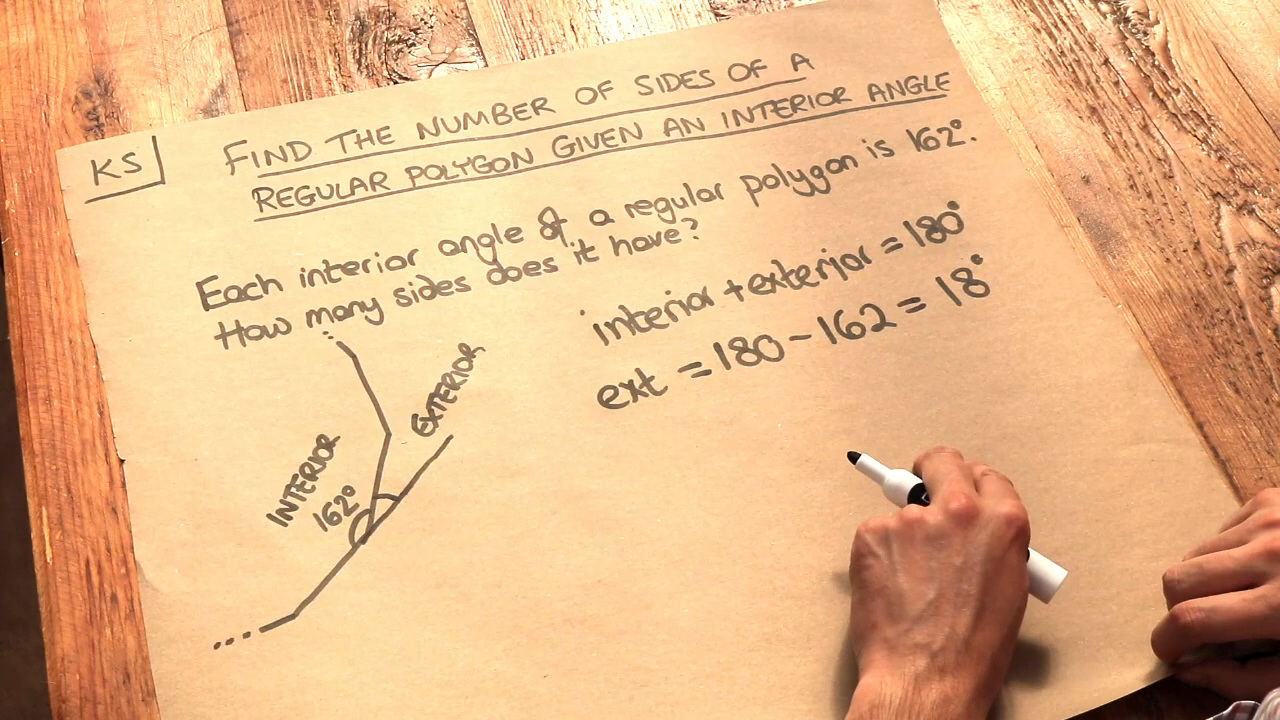 KS
FIND THE NUMBER OF SIDES OF A
REGULAR POLYGON GIVEN AN INTERIOR ANGLE
Each interior angle of a regular polygon is 162°.
How many sides does it have?
interior + exterior = 180°
ext = 180 - 162 = 18°
EXTERIOR
INTERIOR
162°